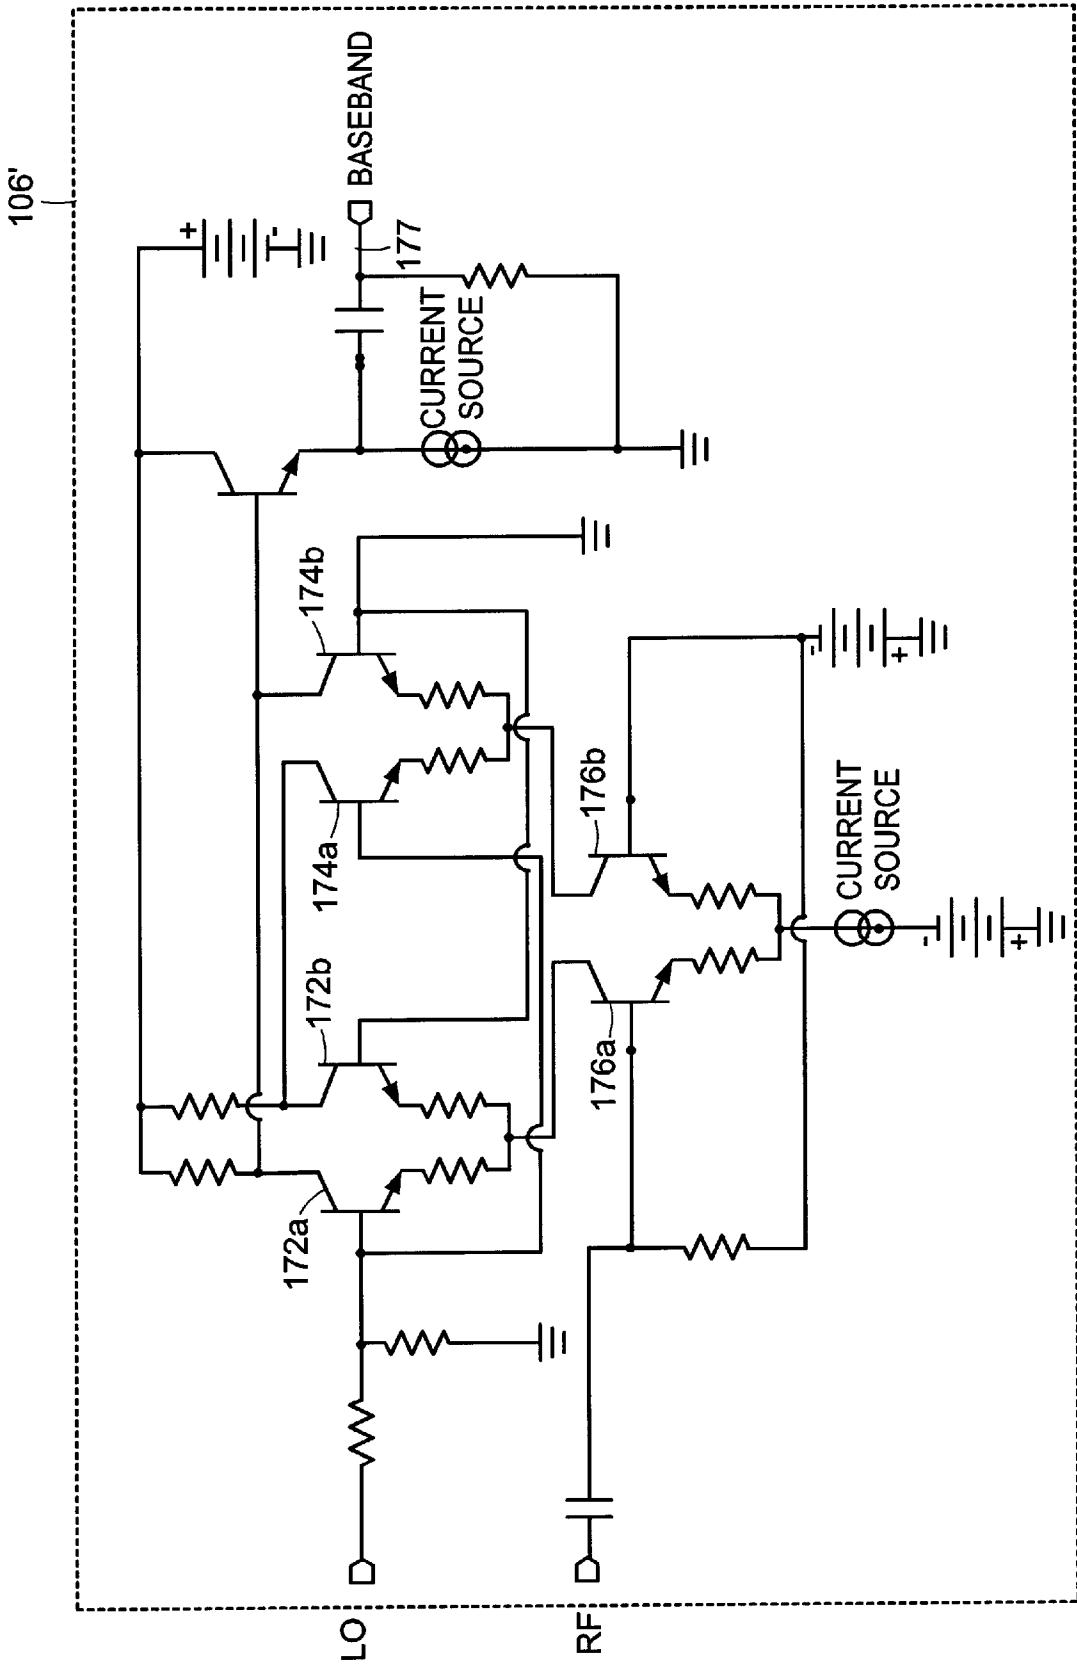 106'
+
-
BASEBAND
177
CURRENT
SOURCE
174b
174a
172b
172a
176b
176a
-
+
CURRENT
SOURCE
-
+
LO
RF